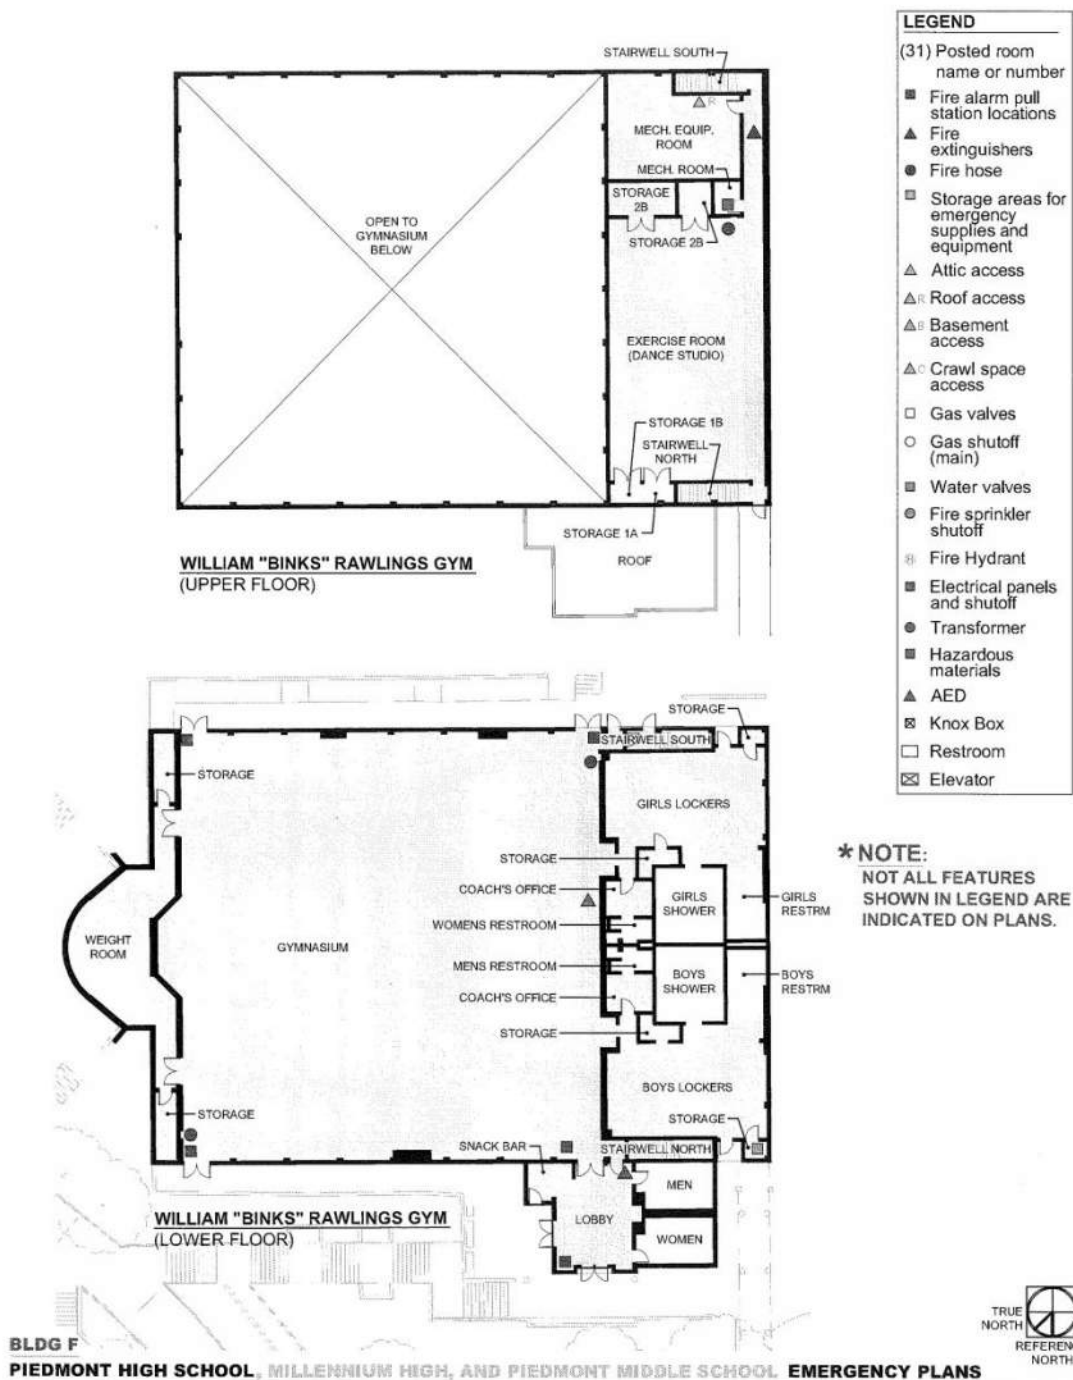 LEGEND
(31) Posted room
name or number
Fire alarm pull
station locations
Fire
extinguishers
Fire hose
Storage areas for
emergency
supplies and
equipment
Attic access
R Roof access
B Basement
access
C Crawl space
access
Gas valves
Gas shutoff
(main)
Water valves
Fire sprinkler
shutoff
H Fire Hydrant
Electrical panels
and shutoff
Transformer
Hazardous
materials
AED
Knox Box
Restroom
Elevator
STAIRWELL SOUTH
R
MECH. EQUIP.
ROOM
MECH. ROOM
STORAGE
2B
STORAGE 2B
OPEN TO
GYMNASIUM
BELOW
EXERCISE ROOM
(DANCE STUDIO)
STORAGE 1B
STAIRWELL
NORTH
STORAGE 1A
ROOF
WILLIAM "BINKS" RAWLINGS GYM
(UPPER FLOOR)
STORAGE
STAIRWELL SOUTH
STORAGE
GIRLS LOCKERS
STORAGE
COACH'S OFFICE
GIRLS
SHOWER
GIRLS
RESTRM
WOMENS RESTROOM
WEIGHT
ROOM
GYMNASIUM
MENS RESTROOM
BOYS
SHOWER
BOYS
RESTRM
COACH'S OFFICE
STORAGE
BOYS LOCKERS
STORAGE
STORAGE
SNACK BAR
STAIRWELL NORTH
MEN
LOBBY
WOMEN
WILLIAM "BINKS" RAWLINGS GYM
(LOWER FLOOR)
* NOTE:
NOT ALL FEATURES
SHOWN IN LEGEND ARE
INDICATED ON PLANS.
TRUE
NORTH
REFERENC
NORTH
BLDG F
PIEDMONT HIGH SCHOOL, MILLENNIUM HIGH, AND PIEDMONT MIDDLE SCHOOL EMERGENCY PLANS